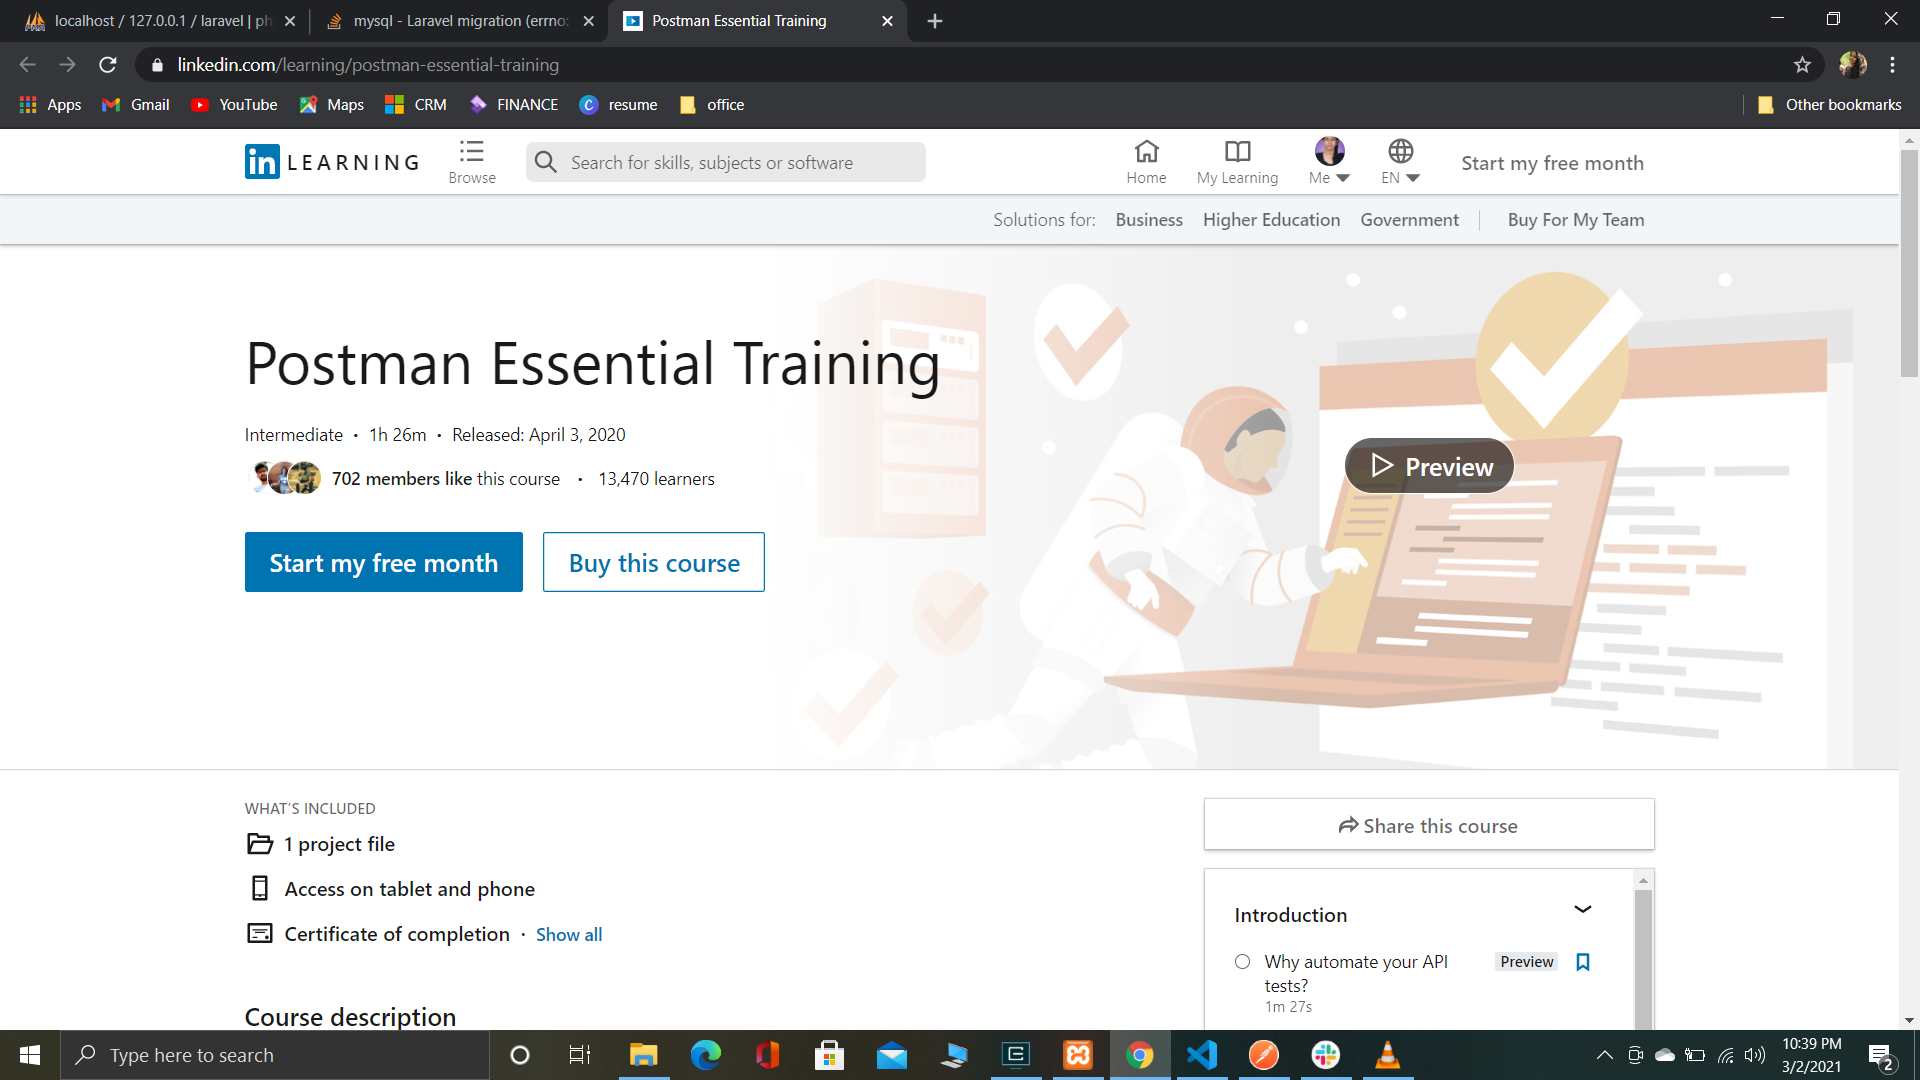 localhost / 127.0.0.1 / laravel | ph
mysql - Laravel migration (errno:
Postman Essential Training
linkedin.com/learning/postman-essential-training
Apps
Gmail
YouTube
Maps
CRM
FINANCE
resume
office
Other bookmarks
in LEARNING
Browse
Search for skills, subjects or software
Home
My Learning
Me
EN
Start my free month
Solutions for:
Business
Higher Education
Government
Buy For My Team
Postman Essential Training
Intermediate • 1h 26m • Released: April 3, 2020
702 members like this course • 13,470 learners
Start my free month
Buy this course
Preview
WHAT'S INCLUDED
1 project file
Access on tablet and phone
Certificate of completion · Show all
Course description
Share this course
Introduction
Why automate your API
tests?
Preview
1m 27s
Type here to search
10:39 PM
3/2/2021
2